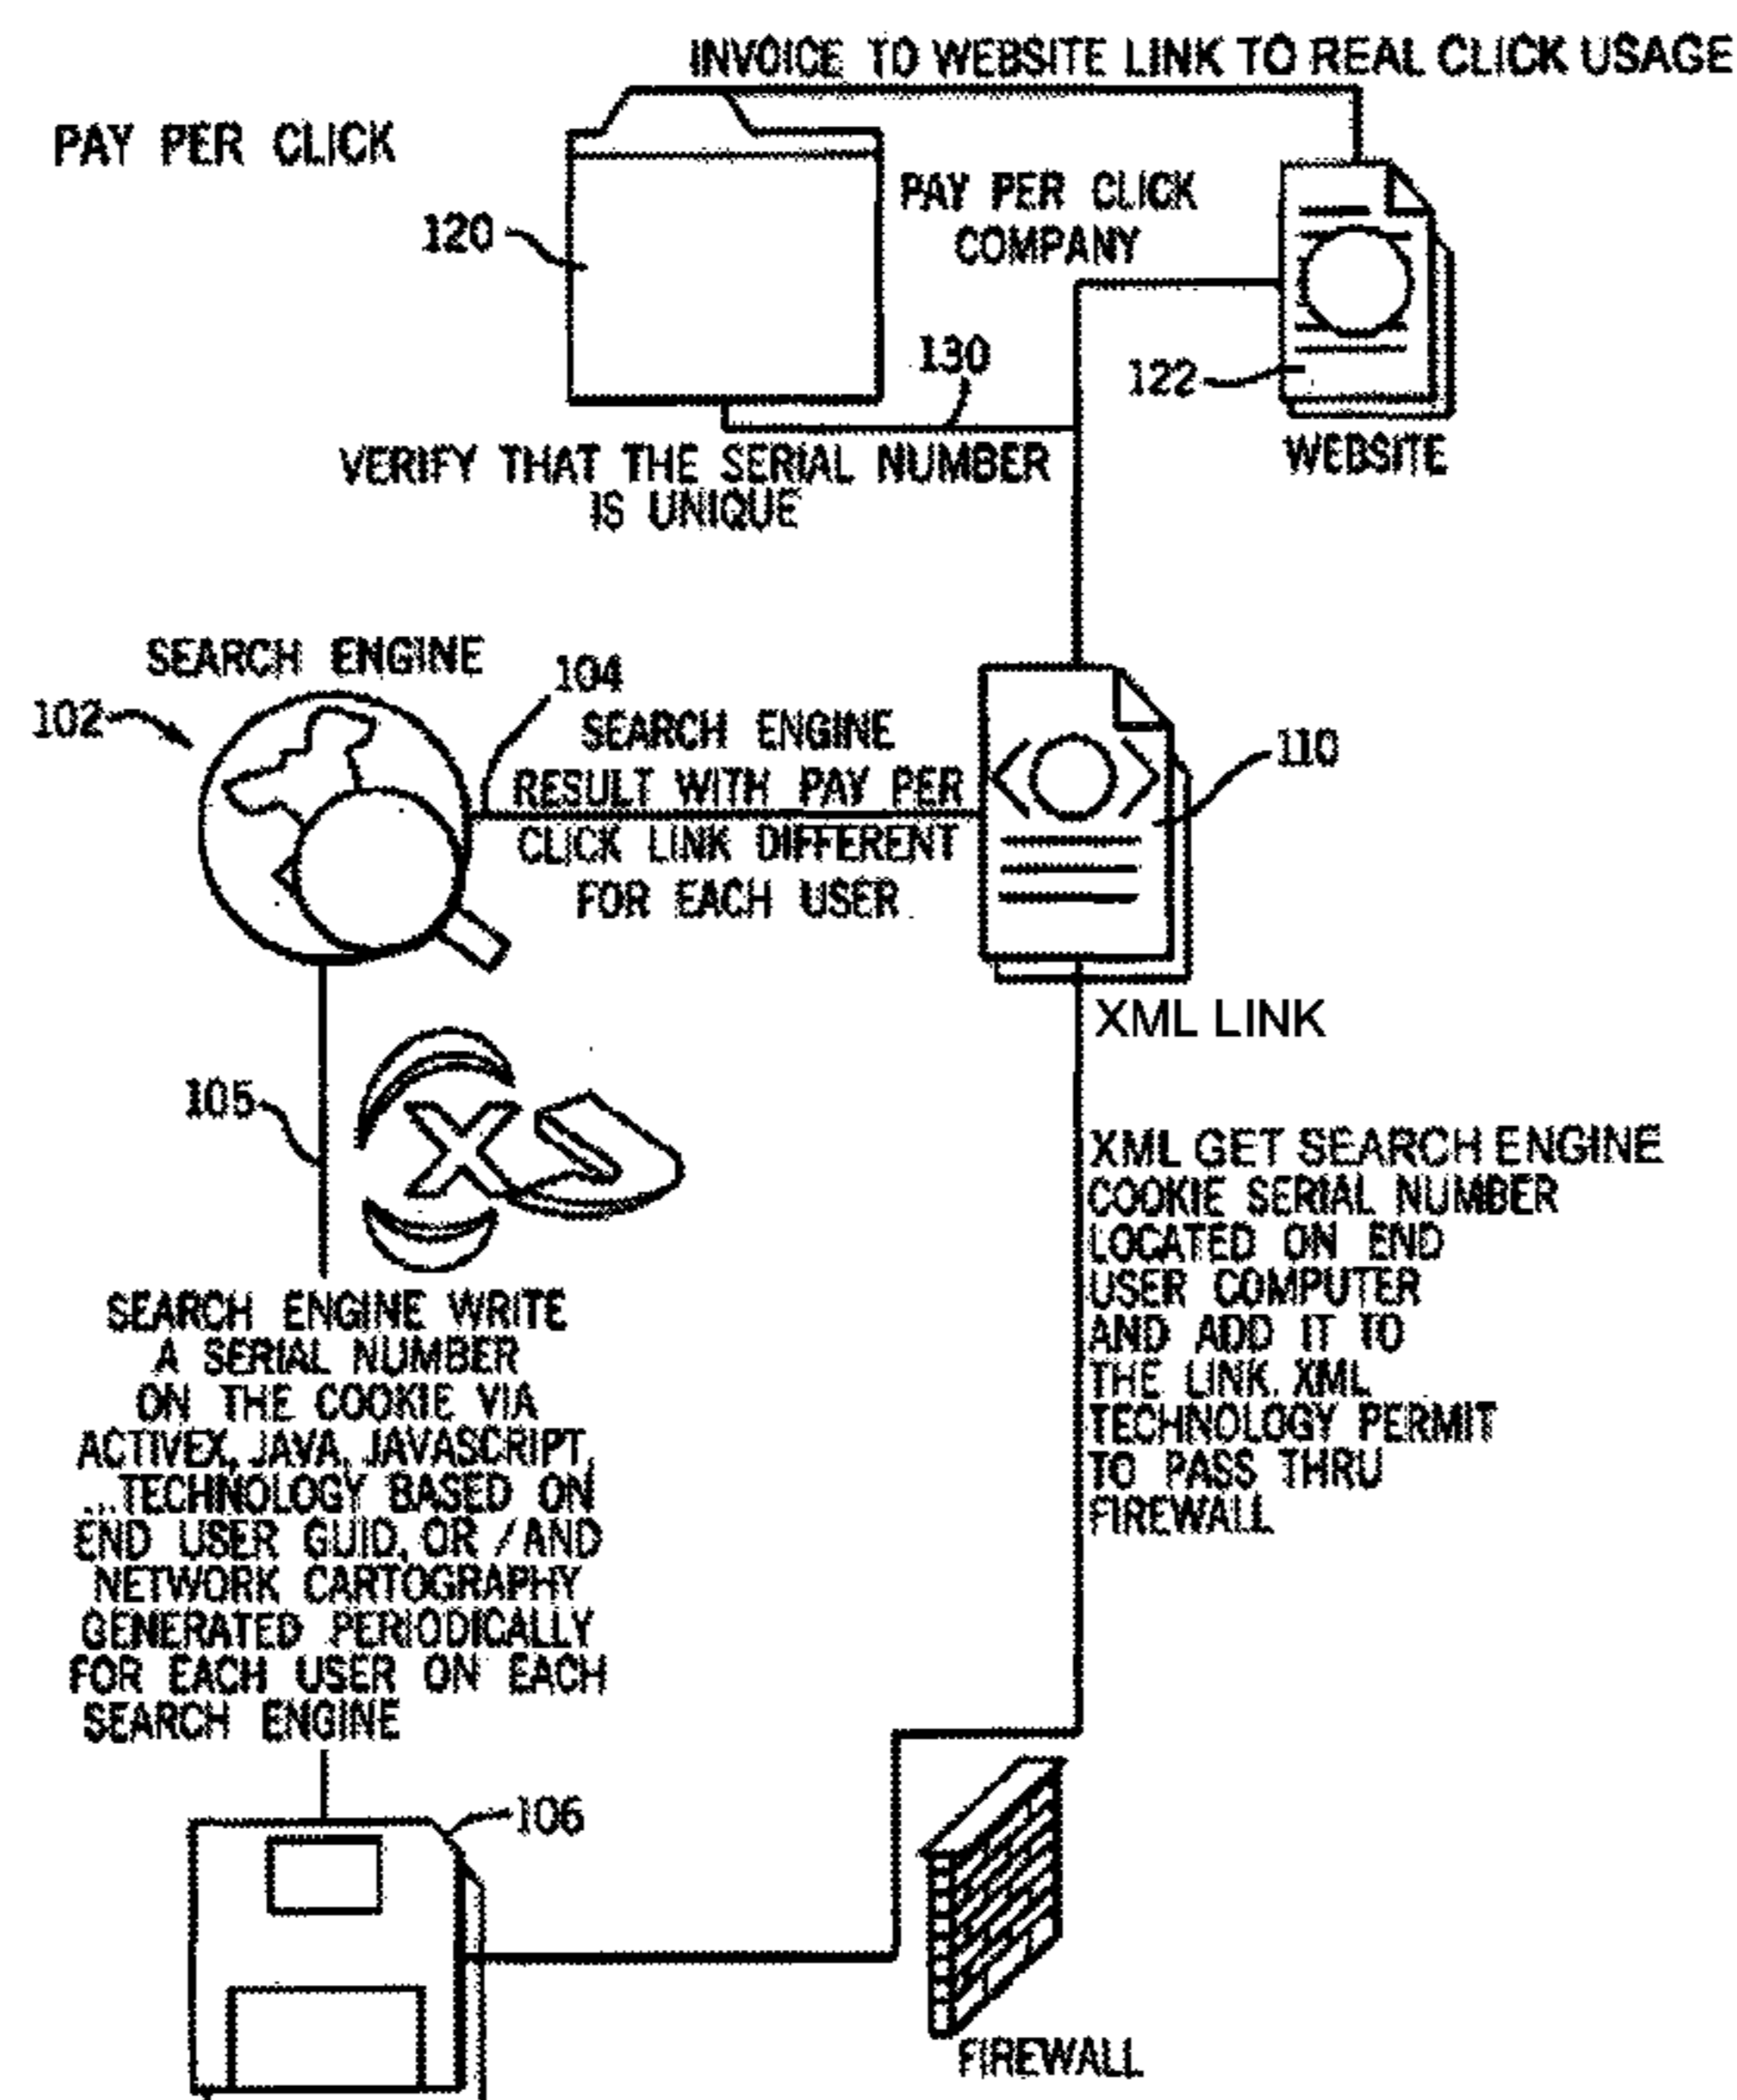 INVOICE TO WEBSITE LINK TO REAL CLICK USAGE
PAY PER CLICK
120
PAY PER CLICK
COMPANY
130
122
WEBSITE
VERIFY THAT THE SERIAL NUMBER
IS UNIQUE
SEARCH ENGINE
102
104
SEARCH ENGINE
RESULT WITH PAY PER
CLICK LINK DIFFERENT
FOR EACH USER
110
XML LINK
105
XML GET SEARCH ENGINE
COOKIE SERIAL NUMBER
LOCATED ON END
USER COMPUTER
AND ADD IT TO
THE LINK. XML
TECHNOLOGY PERMIT
TO PASS THRU
FIREWALL
SEARCH ENGINE WRITE
A SERIAL NUMBER
ON THE COOKIE VIA
ACTIVEX, JAVA, JAVASCRIPT,
...TECHNOLOGY BASED ON
END USER GUID, OR /AND
NETWORK CARTOGRAPHY
GENERATED PERIODICALLY
FOR EACH USER ON EACH
SEARCH ENGINE
106
FIREWALL